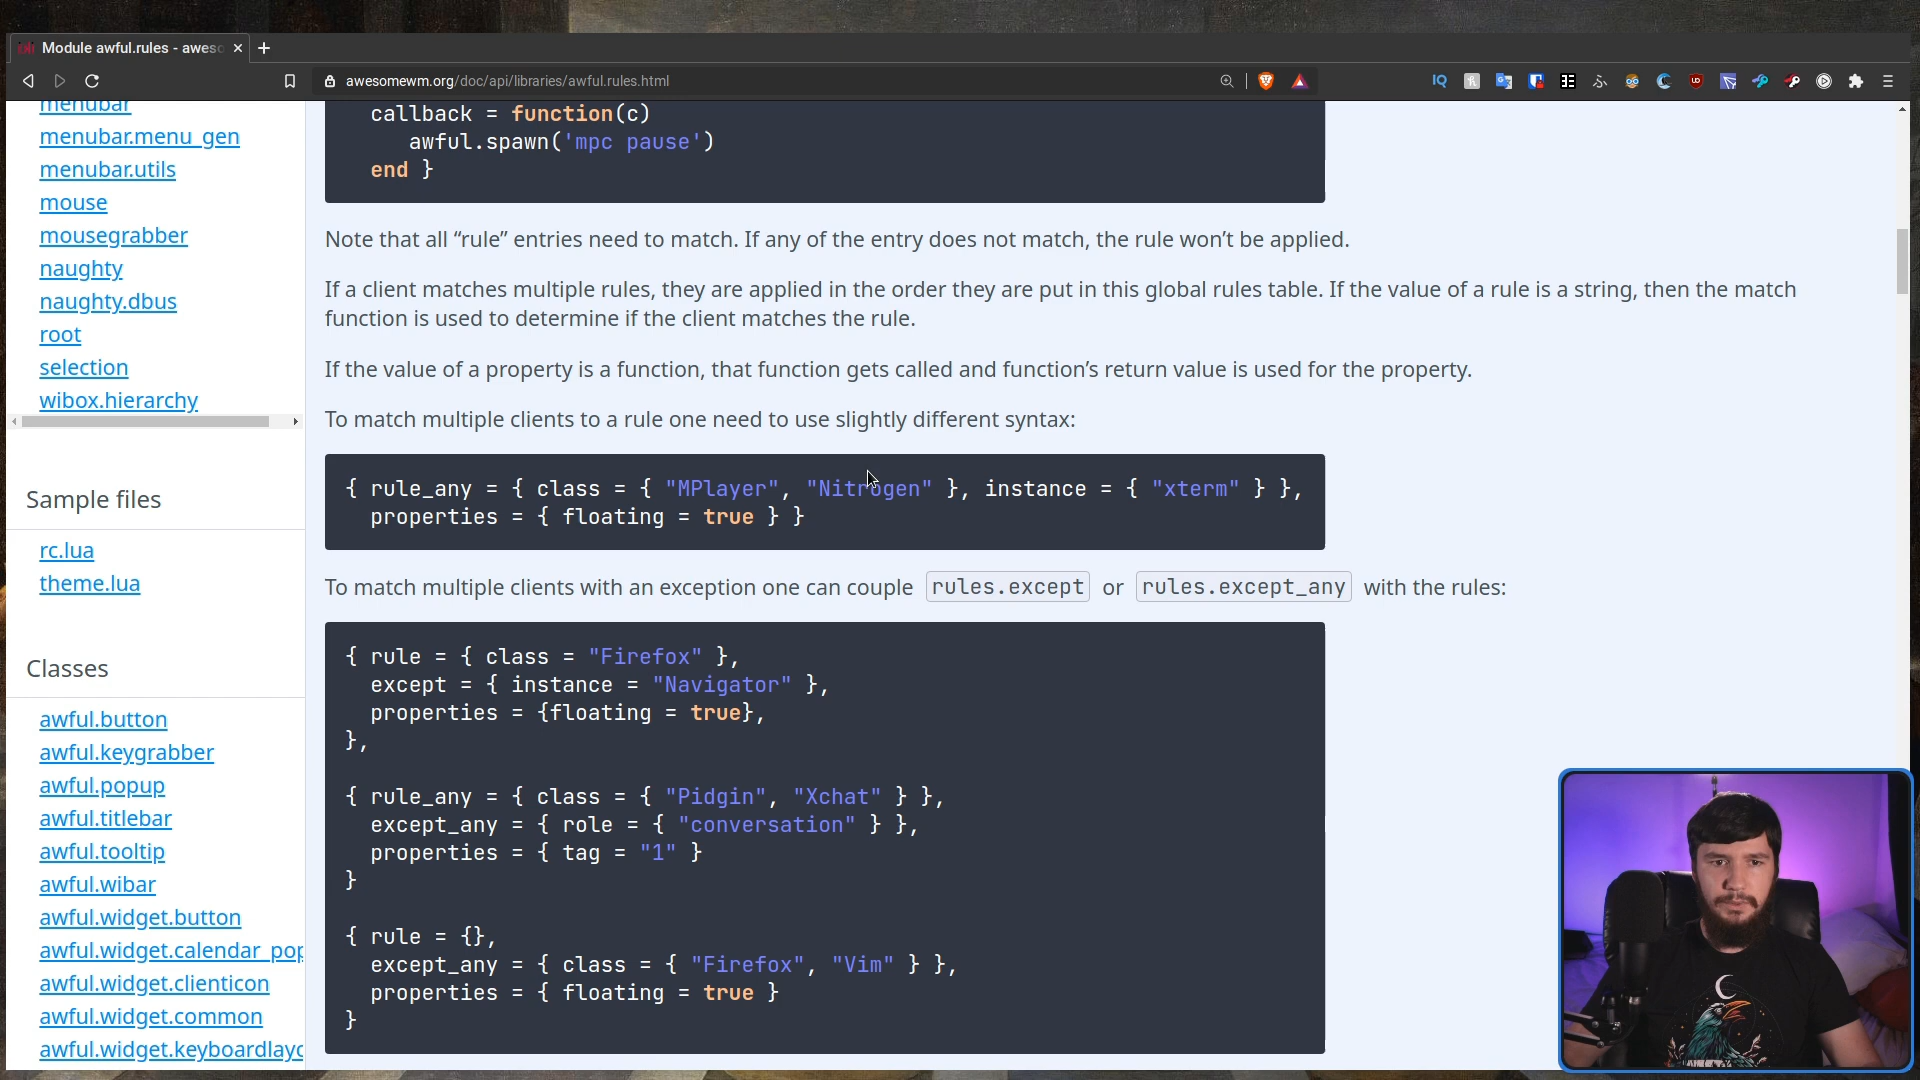 Module awful.rules - aweso
awesomewm.org/doc/api/libraries/awful.rules.html
menubar
menubar.menu_gen
menubar.utils
mouse
mousegrabber
naughty
naughty.dbus
root
selection
wibox.hierarchy
Sample files
rc.lua
theme.lua
Classes
awful.button
awful.keygrabber
awful.popup
awful.titlebar
awful.tooltip
awful.wibar
awful.widget.button
awful.widget.calendar_pop
awful.widget.clienticon
awful.widget.common
awful.widget.keyboardlayo
callback = function(c)
awful.spawn('mpc pause')
end }
Note that all “rule” entries need to match. If any of the entry does not match, the rule won’t be applied.
If a client matches multiple rules, they are applied in the order they are put in this global rules table. If the value of a rule is a string, then the match
function is used to determine if the client matches the rule.
If the value of a property is a function, that function gets called and function’s return value is used for the property.
To match multiple clients to a rule one need to use slightly different syntax:
{ rule_any = { class = { "MPlayer", "Nitrogen" }, instance = { "xterm" } },
properties = { floating = true } }
To match multiple clients with an exception one can couple rules.except or rules.except_any with the rules:
{ rule = { class = "Firefox" },
except = { instance = "Navigator" },
properties = {floating = true},
},
{ rule_any = { class = { "Pidgin", "Xchat" } },
except_any = { role = { "conversation" } },
properties = { tag = "1" }
}
{ rule = {},
except_any = { class = { "Firefox", "Vim" } },
properties = { floating = true }
}